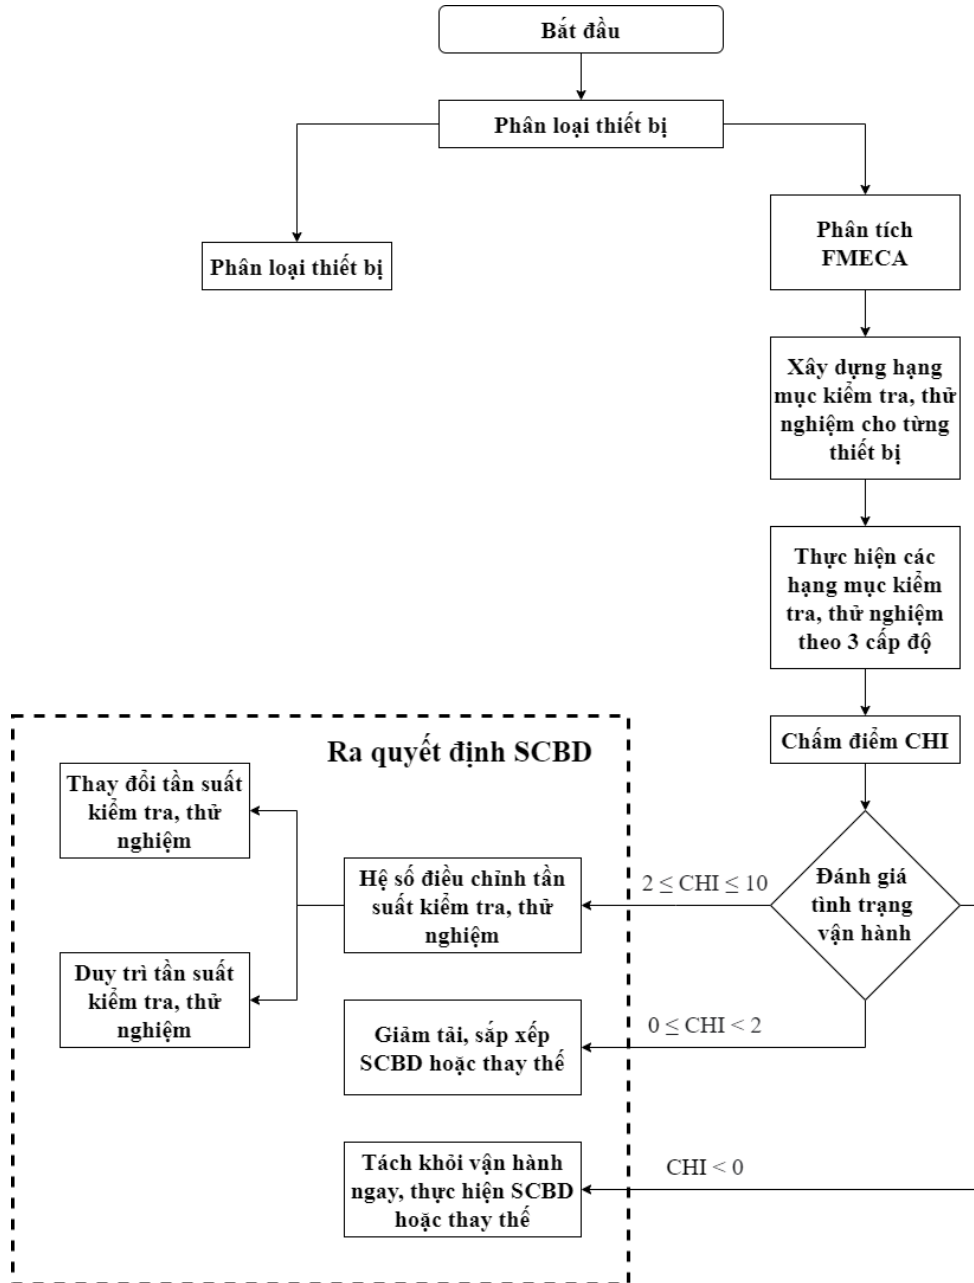 Bắt đầu
Phân loại thiết bị
Phân loại thiết bị
Phân tích
FMECA
Xây dựng hạng
mục kiểm tra, thử
nghiệm cho từng
thiết bị
Thực hiện các
hạng mục kiểm
tra, thử nghiệm
theo 3 cấp độ
Chấm điểm CHI
Đánh giá
tình trạng
vận hành
Ra quyết định SCBD
2 ≤ CHI ≤ 10
Hệ số điều chỉnh tần
suất kiểm tra, thử
nghiệm
Thay đổi tần suất
kiểm tra, thử
nghiệm
Duy trì tần suất
kiểm tra, thử
nghiệm
0 ≤ CHI < 2
Giảm tải, sắp xếp
SCBD hoặc thay thế
CHI < 0
Tách khỏi vận hành
ngay, thực hiện SCBD
hoặc thay thế